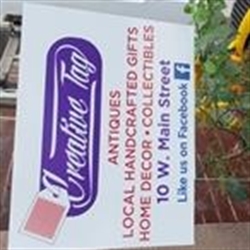 Creative Tag
ANTIQUES
LOCAL HANDCRAFTED GIFTS
HOME DECOR • COLLECTIBLES
10 W. Main Street
Like us on Facebook f